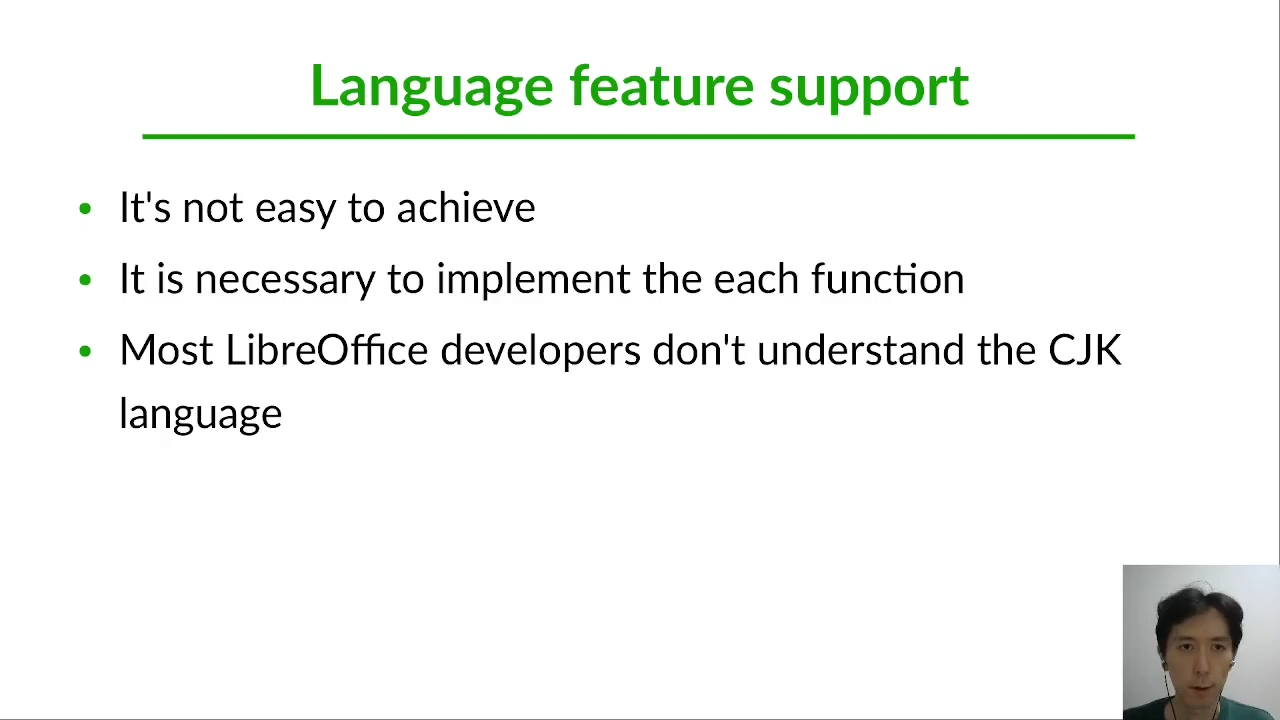 Language feature support
• It's not easy to achieve
• It is necessary to implement the each function
• Most LibreOffice developers don't understand the CJK
language